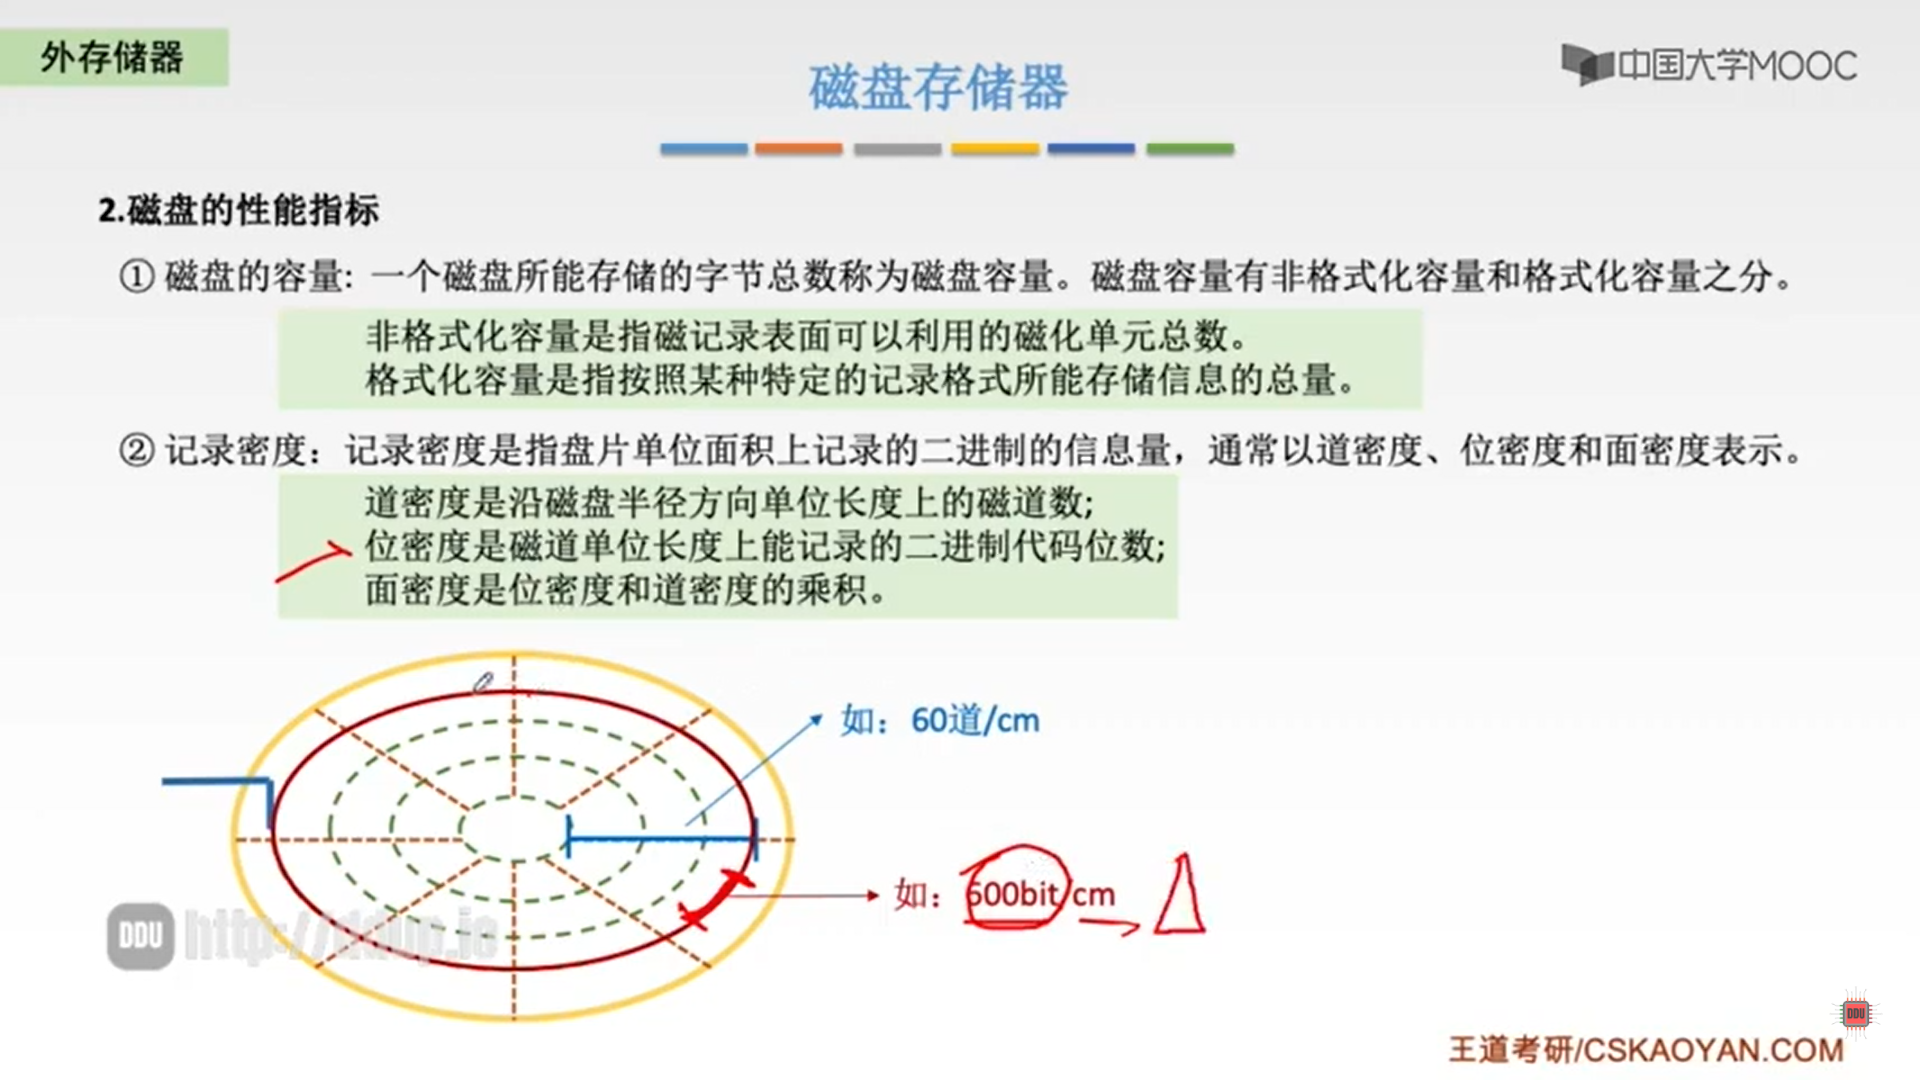 外存储器
中国大学MOOC
磁盘存储器
2.磁盘的性能指标
① 磁盘的容量: 一个磁盘所能存储的字节总数称为磁盘容量。磁盘容量有非格式化容量和格式化容量之分。
非格式化容量是指磁记录表面可以利用的磁化单元总数。
格式化容量是指按照某种特定的记录格式所能存储信息的总量。
② 记录密度：记录密度是指盘片单位面积上记录的二进制的信息量，通常以道密度、位密度和面密度表示。
道密度是沿磁盘半径方向单位长度上的磁道数;
位密度是磁道单位长度上能记录的二进制代码位数;
面密度是位密度和道密度的乘积。
如：60道/cm
如：600bit/cm
DDU http://ddup.ic
DDU
王道考研/CSKAOYAN.COM